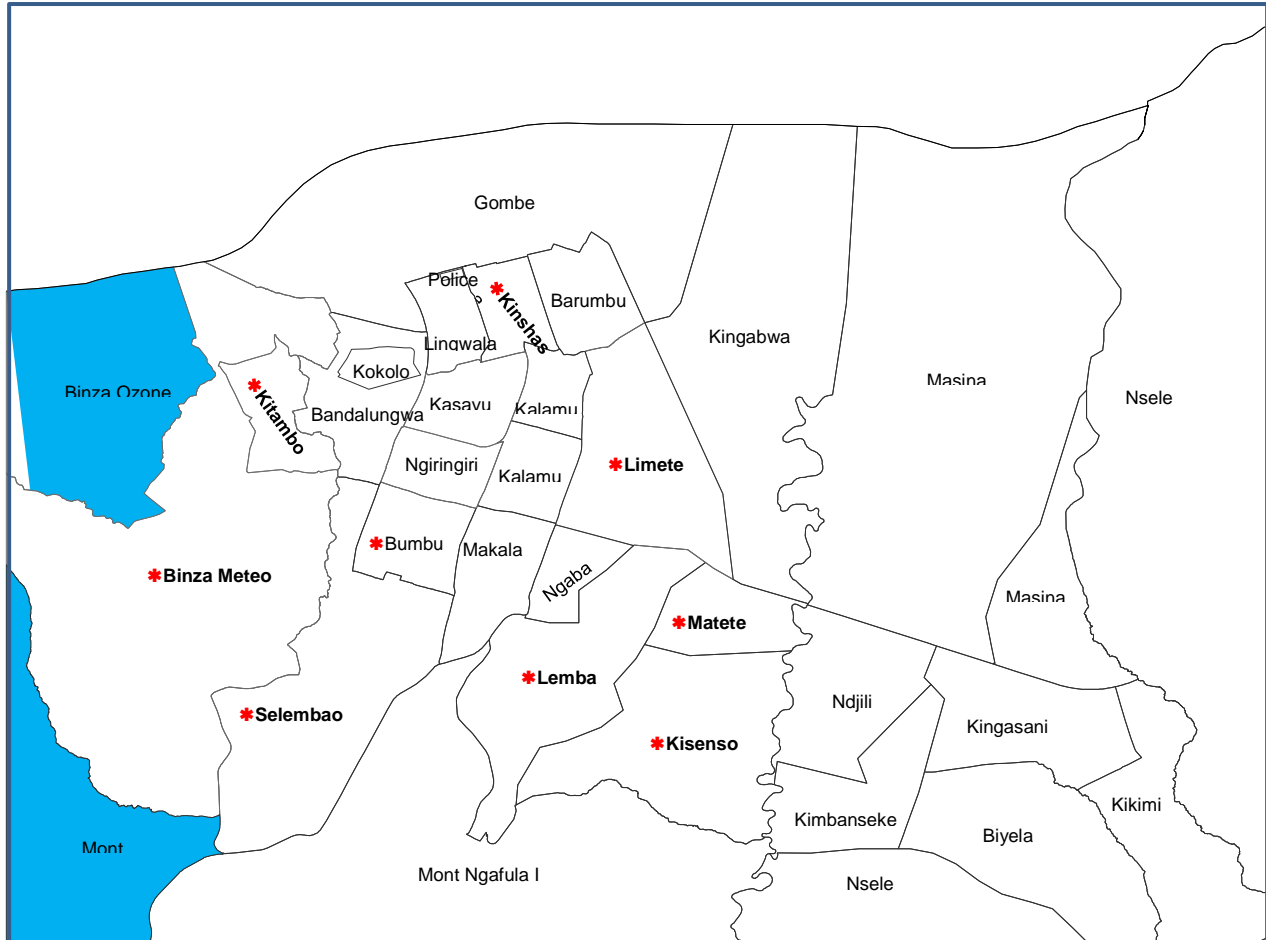 Gombe
Police
Kinshas
Barumbu
Lingwala
Kingabwa
Kokolo
Binza Ozone
Masina
Nsele
Kitambo
Bandalungwa
Kasavu
Kalamu
Ngiringiri
Kalamu
Limete
Bumbu
Makala
Binza Meteo
Ngaba
Masina
Matete
Lemba
Ndjili
Selembao
Kingasani
Kisenso
Kikimi
Kimbanseke
Biyela
Mont
Mont Ngafula I
Nsele